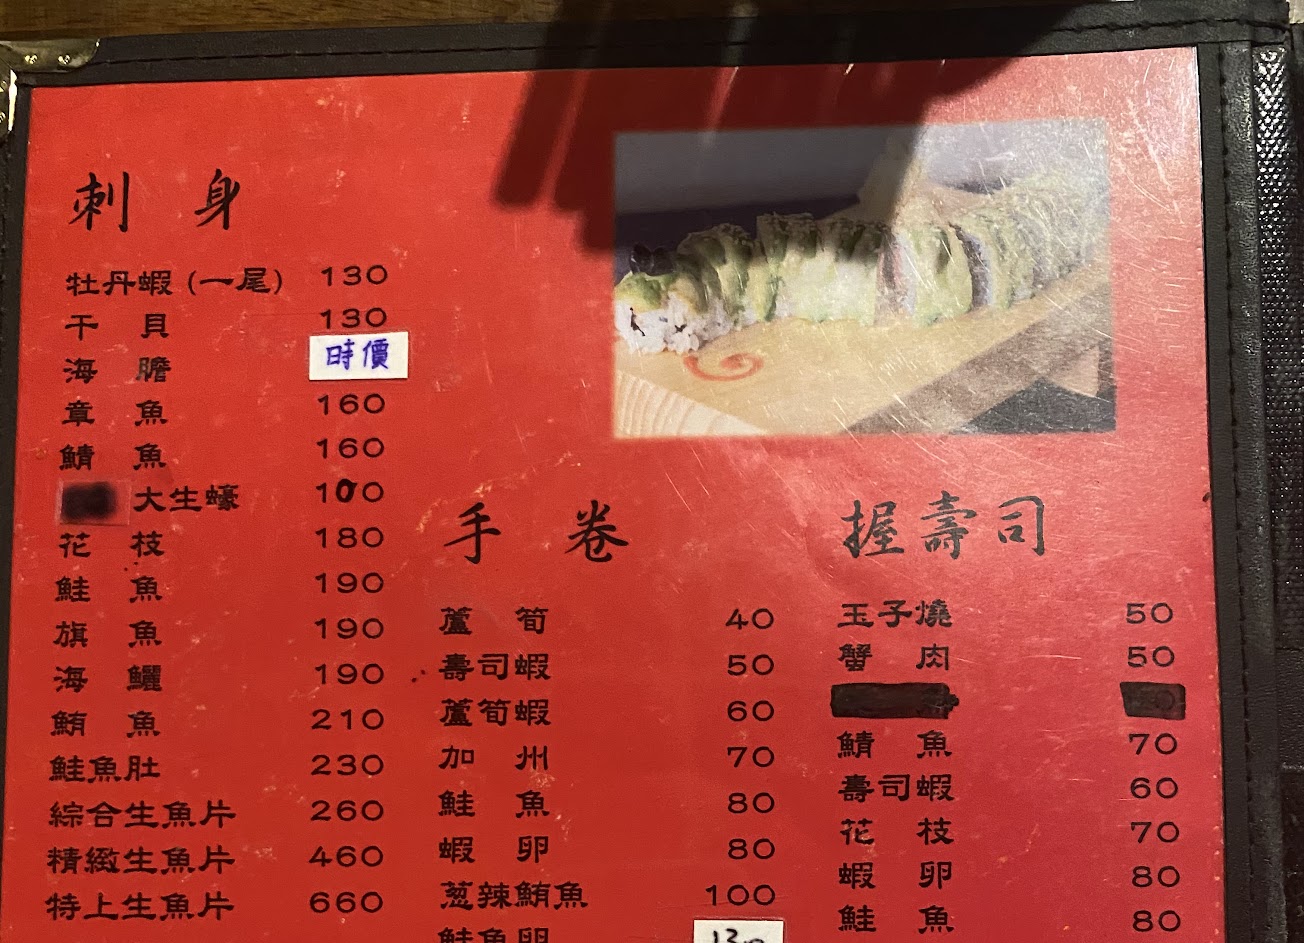 刺 身
牡丹蝦 (一尾) 130
干 貝 130
海 膽 時價
章 魚 160
鯖 魚 160
大生蠔 100
花 枝 180
鮭 魚 190
旗 魚 190
海 鱺 190
鮪 魚 210
鮭魚肚 230
綜合生魚片 260
精緻生魚片 460
特上生魚片 660
手 卷
蘆 筍 40
壽司蝦 50
蘆筍蝦 60
加 州 70
鮭 魚 80
蝦 卵 80
葱辣鮪魚 100
鮭魚卵
握壽司
玉子燒 50
蟹 肉 50
鯖 魚 70
壽司蝦 60
花 枝 70
蝦 卵 80
鮭 魚 80